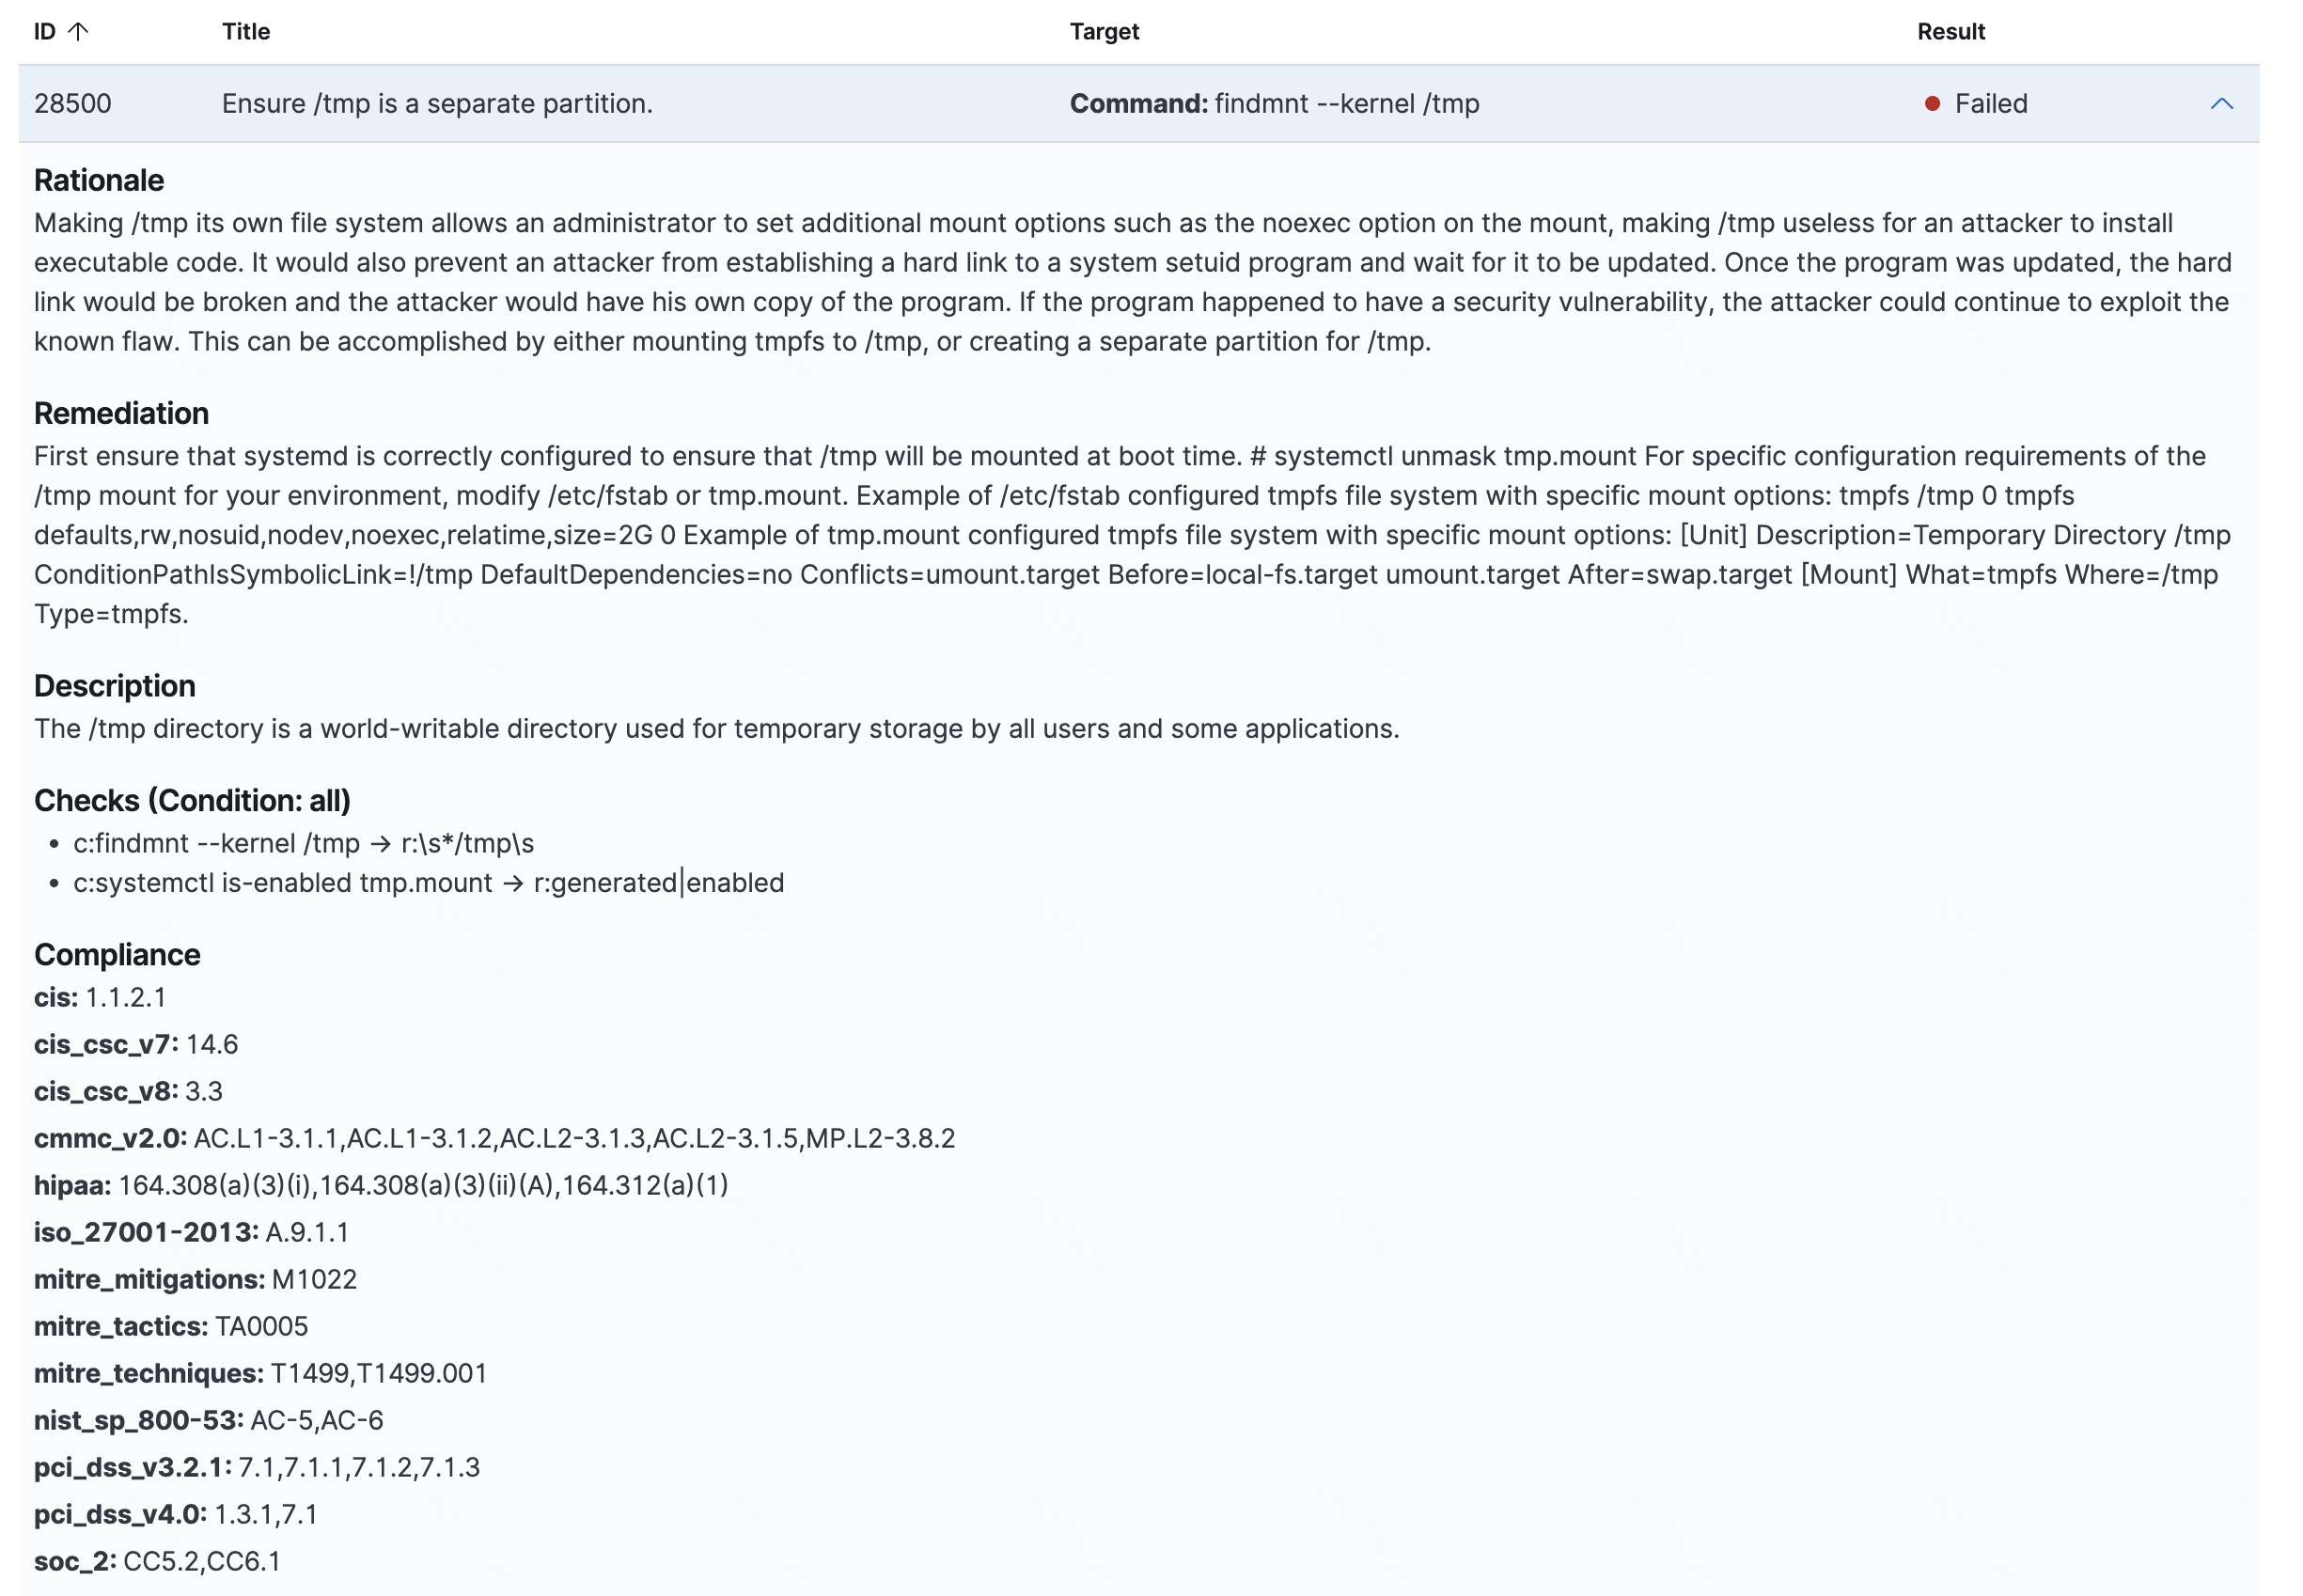 ID ↑ Title Target Result
28500 Ensure /tmp is a separate partition. Command: findmnt --kernel /tmp Failed
Rationale
Making /tmp its own file system allows an administrator to set additional mount options such as the noexec option on the mount, making /tmp useless for an attacker to install
executable code. It would also prevent an attacker from establishing a hard link to a system setuid program and wait for it to be updated. Once the program was updated, the hard
link would be broken and the attacker would have his own copy of the program. If the program happened to have a security vulnerability, the attacker could continue to exploit the
known flaw. This can be accomplished by either mounting tmpfs to /tmp, or creating a separate partition for /tmp.
Remediation
First ensure that systemd is correctly configured to ensure that /tmp will be mounted at boot time. # systemctl unmask tmp.mount For specific configuration requirements of the
/tmp mount for your environment, modify /etc/fstab or tmp.mount. Example of /etc/fstab configured tmpfs file system with specific mount options: tmpfs /tmp 0 tmpfs
defaults,rw,nosuid,nodev,noexec,relatime,size=2G 0 Example of tmp.mount configured tmpfs file system with specific mount options: [Unit] Description=Temporary Directory /tmp
ConditionPathIsSymbolicLink=!/tmp DefaultDependencies=no Conflicts=umount.target Before=local-fs.target umount.target After=swap.target [Mount] What=tmpfs Where=/tmp
Type=tmpfs.
Description
The /tmp directory is a world-writable directory used for temporary storage by all users and some applications.
Checks (Condition: all)
• c:findmnt --kernel /tmp → r:\s*/tmp\s
• c:systemctl is-enabled tmp.mount → r:generated|enabled
Compliance
cis: 1.1.2.1
cis_csc_v7: 14.6
cis_csc_v8: 3.3
cmmc_v2.0: AC.L1-3.1.1,AC.L1-3.1.2,AC.L2-3.1.3,AC.L2-3.1.5,MP.L2-3.8.2
hipaa: 164.308(a)(3)(i),164.308(a)(3)(ii)(A),164.312(a)(1)
iso_27001-2013: A.9.1.1
mitre_mitigations: M1022
mitre_tactics: TA0005
mitre_techniques: T1499,T1499.001
nist_sp_800-53: AC-5,AC-6
pci_dss_v3.2.1: 7.1,7.1.1,7.1.2,7.1.3
pci_dss_v4.0: 1.3.1,7.1
soc_2: CC5.2,CC6.1